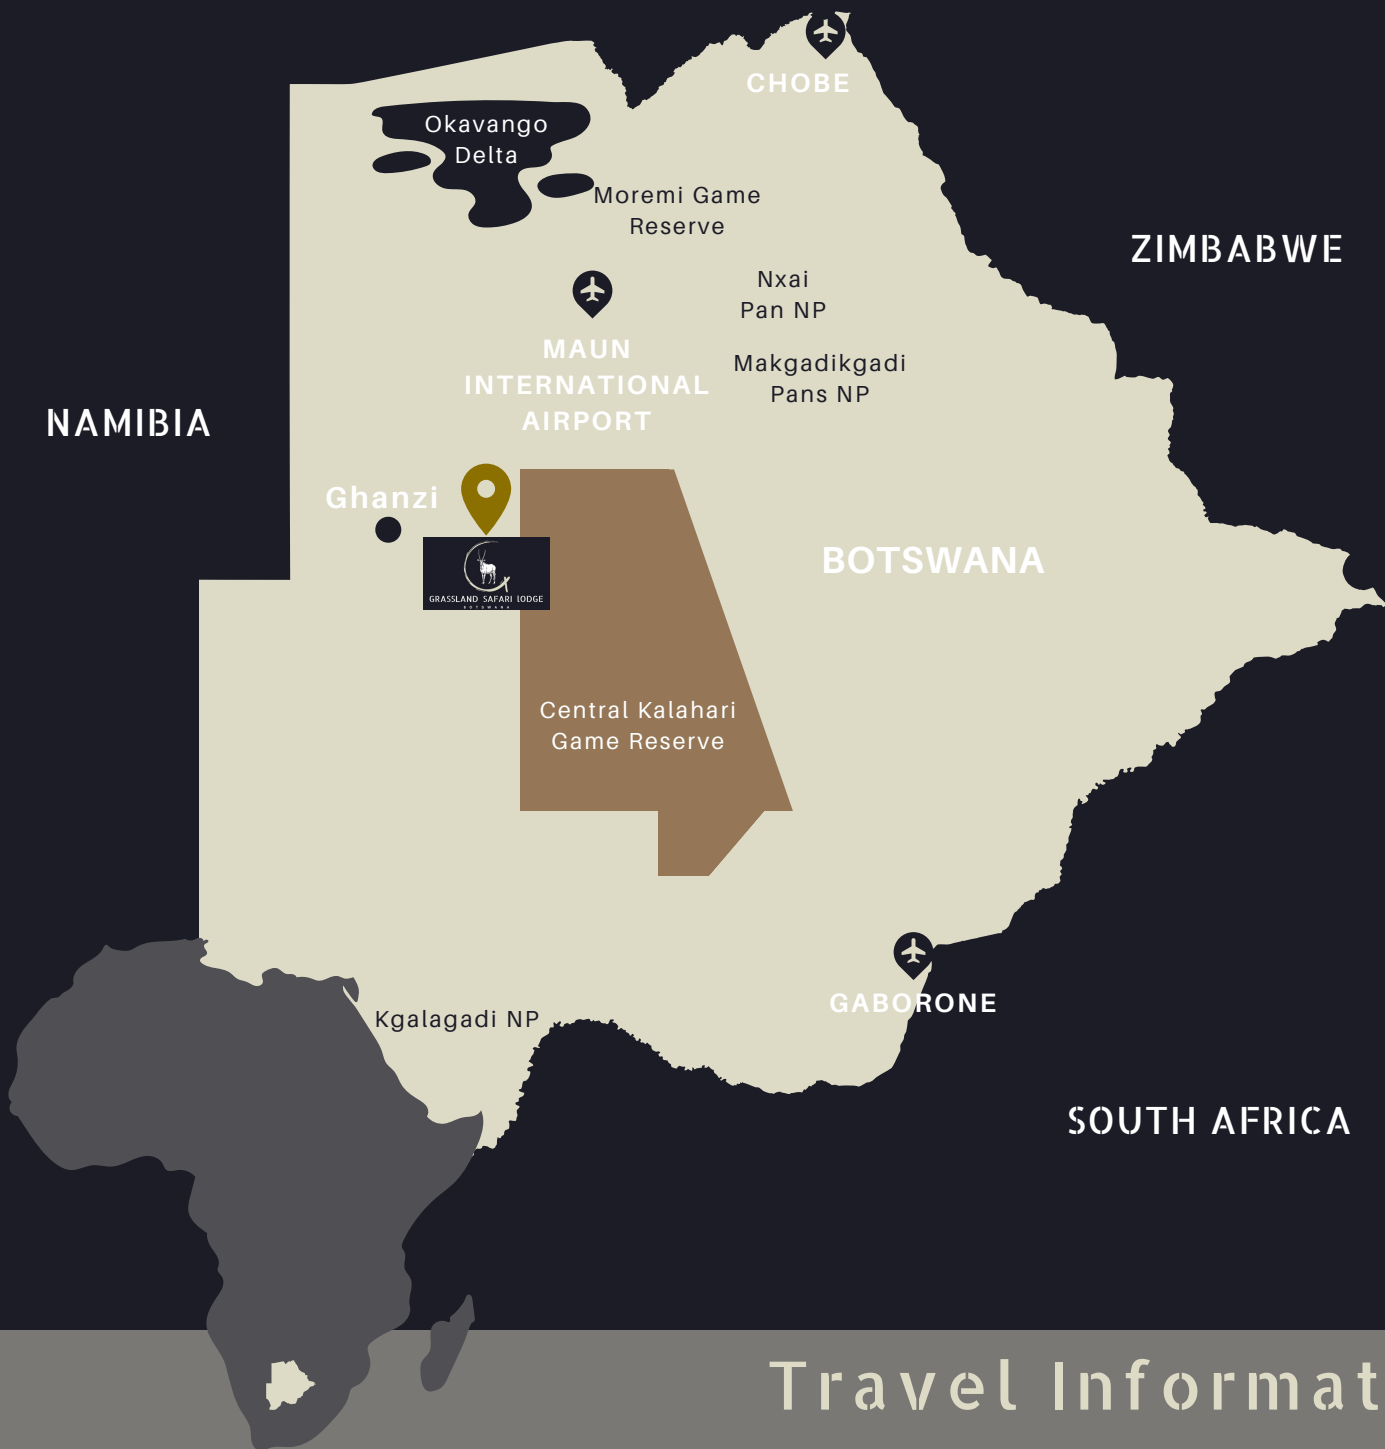 CHOBE
Okavango
Delta
Moremi Game
Reserve
ZIMBABWE
Nxai
Pan NP
MAUN
INTERNATIONAL
AIRPORT
Makgadikgadi
Pans NP
NAMIBIA
Ghanzi
BOTSWANA
GRASSLAND SAFARI LODGE
BOTSWANA
Central Kalahari
Game Reserve
GABORONE
Kgalagadi NP
SOUTH AFRICA
Travel Informat